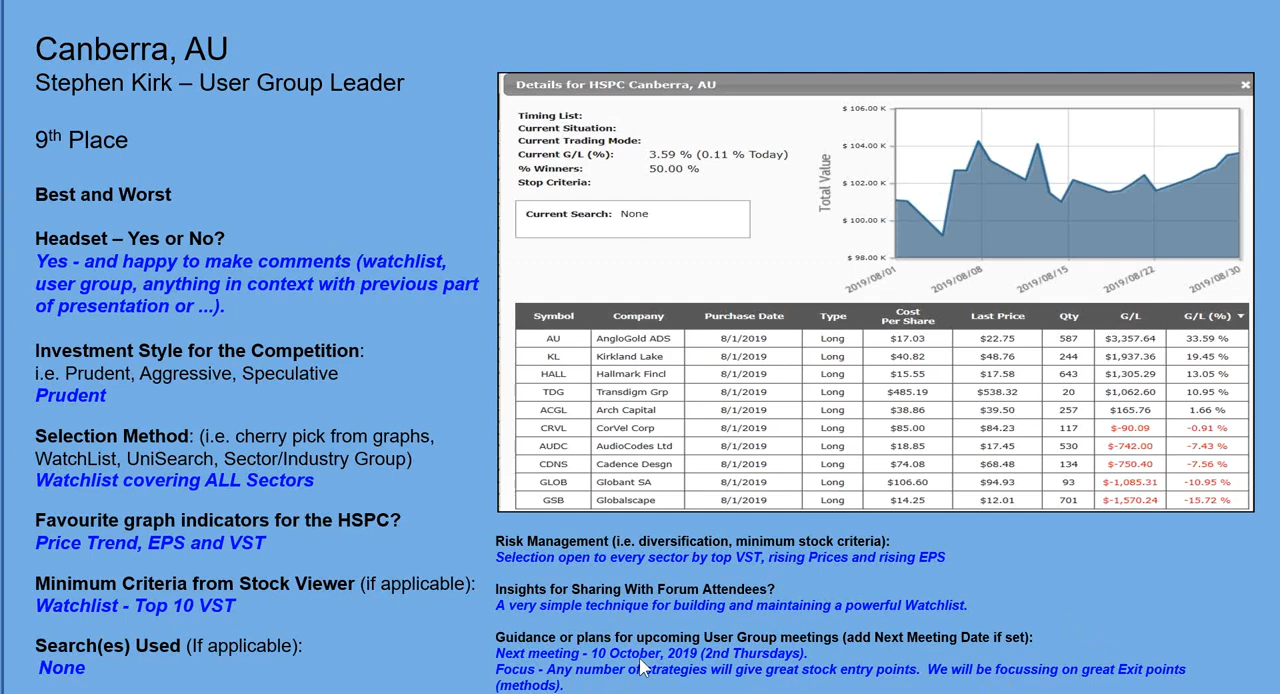 Canberra, AU
Stephen Kirk – User Group Leader
9th Place
Best and Worst
Headset – Yes or No?
Yes - and happy to make comments (watchlist,
user group, anything in context with previous part
of presentation or ...).
Investment Style for the Competition:
i.e. Prudent, Aggressive, Speculative
Prudent
Selection Method: (i.e. cherry pick from graphs,
WatchList, UniSearch, Sector/Industry Group)
Watchlist covering ALL Sectors
Favourite graph indicators for the HSPC?
Price Trend, EPS and VST
Minimum Criteria from Stock Viewer (if applicable):
Watchlist - Top 10 VST
Search(es) Used (If applicable):
None
Details for HSPC Canberra, AU
Timing List:
Current Situation:
Current Trading Mode:
Current G/L (%): 3.59 % (0.11 % Today)
% Winners: 50.00 %
Stop Criteria:
Current Search: None
Total Value
$ 106.00 K
$ 104.00 K
$ 102.00 K
$ 100.00 K
$ 98.00 K
2019/08/01 2019/08/08 2019/08/15 2019/08/22 2019/08/30
Symbol Company Purchase Date Type Cost Per Share Last Price Qty G/L G/L (%)
AU AngloGold ADS 8/1/2019 Long $17.03 $22.75 587 $3,357.64 33.59 %
KL Kirkland Lake 8/1/2019 Long $40.82 $48.76 244 $1,937.36 19.45 %
HALL Hallmark Fincl 8/1/2019 Long $15.55 $17.58 643 $1,305.29 13.05 %
TDG Transdigm Grp 8/1/2019 Long $485.19 $538.32 20 $1,062.60 10.95 %
ACGL Arch Capital 8/1/2019 Long $38.86 $39.50 257 $165.76 1.66 %
CRVL CorVel Corp 8/1/2019 Long $85.00 $84.23 117 $-90.09 -0.91 %
AUDC AudioCodes Ltd 8/1/2019 Long $18.85 $17.45 530 $-742.00 -7.43 %
CDNS Cadence Desgn 8/1/2019 Long $74.08 $68.48 134 $-750.40 -7.56 %
GLOB Globant SA 8/1/2019 Long $106.60 $94.93 93 $-1,085.31 -10.95 %
GSB Globalscape 8/1/2019 Long $14.25 $12.01 701 $-1,570.24 -15.72 %
Risk Management (i.e. diversification, minimum stock criteria):
Selection open to every sector by top VST, rising Prices and rising EPS
Insights for Sharing With Forum Attendees?
A very simple technique for building and maintaining a powerful Watchlist.
Guidance or plans for upcoming User Group meetings (add Next Meeting Date if set):
Next meeting - 10 October, 2019 (2nd Thursdays).
Focus - Any number of strategies will give great stock entry points. We will be focussing on great Exit points
(methods).